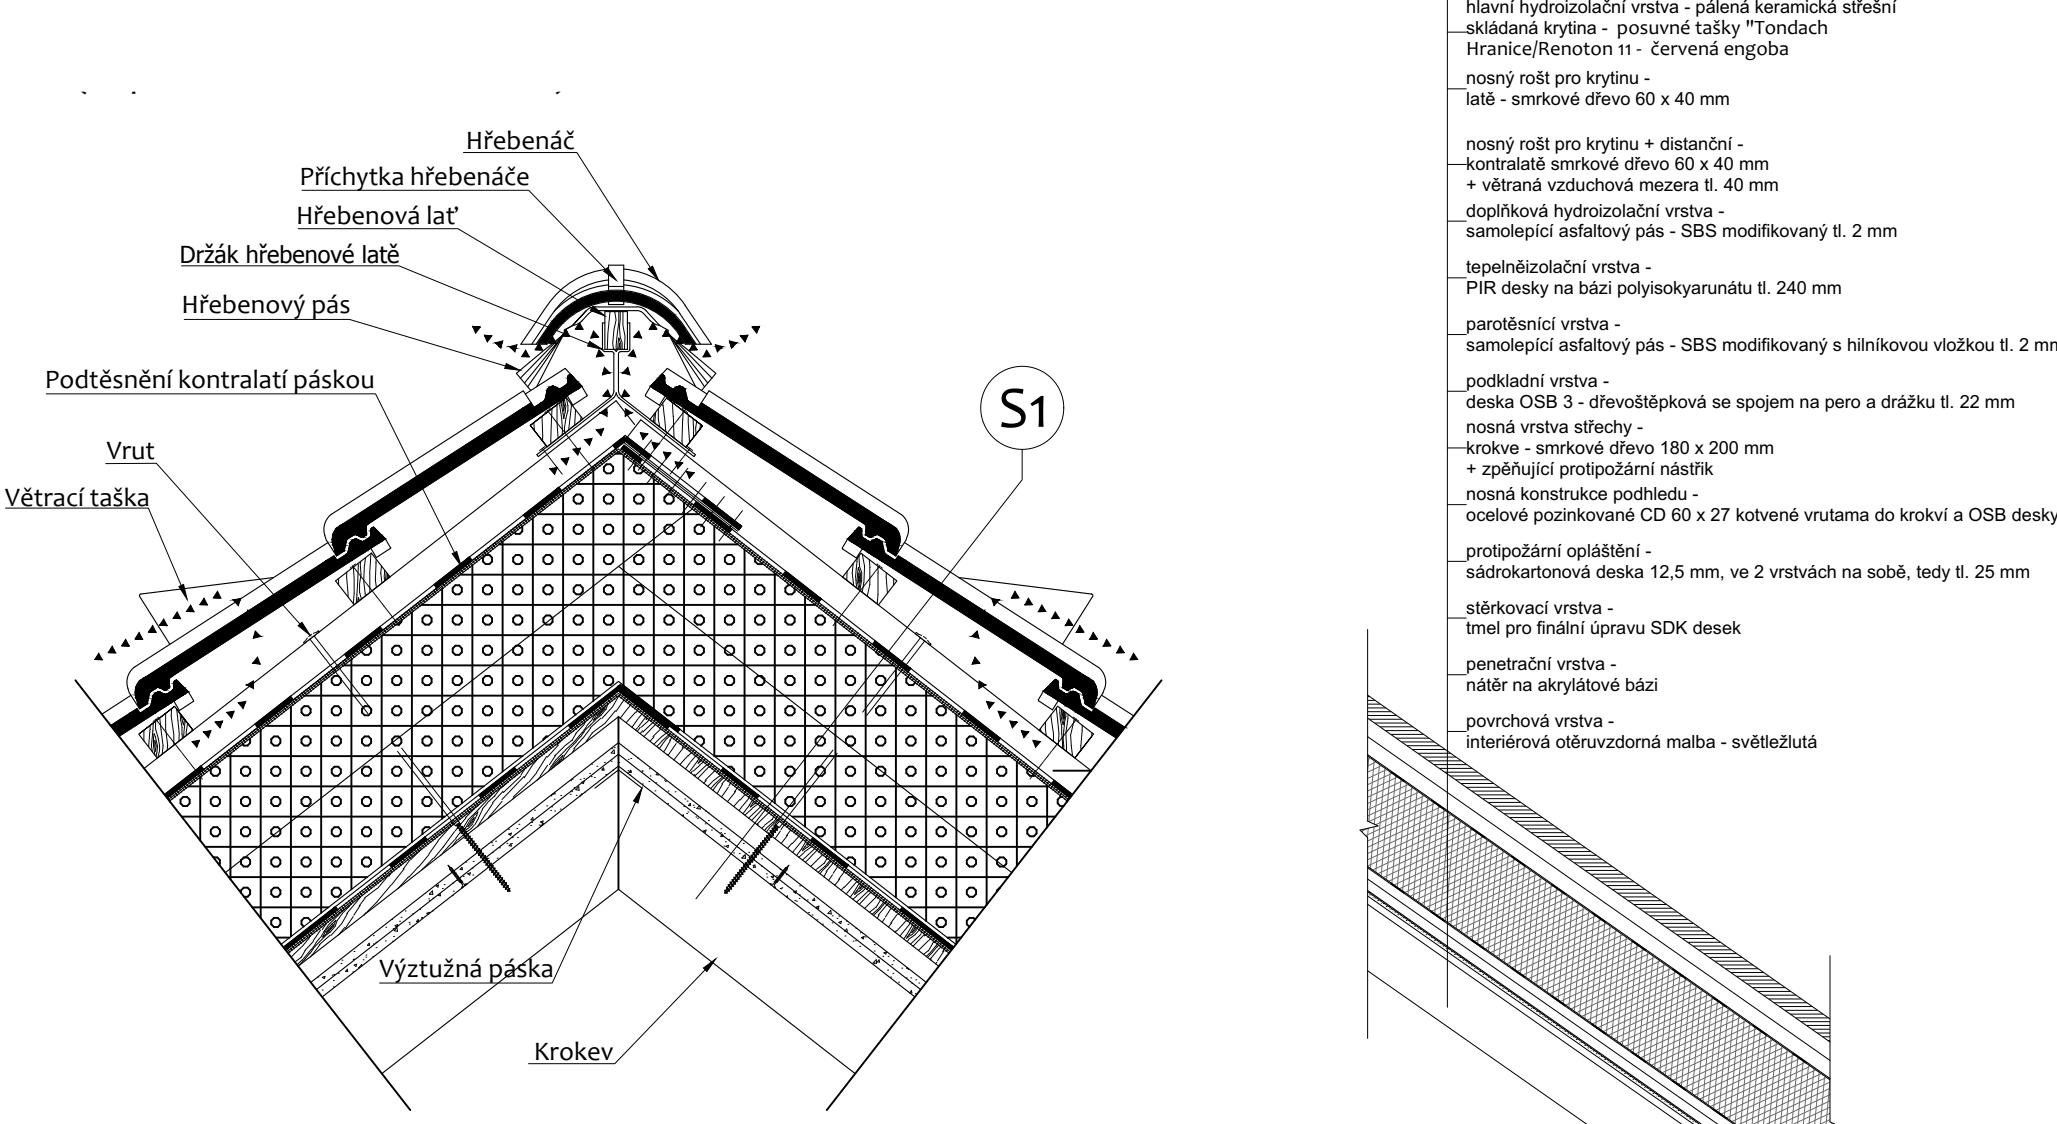 Hřebenáč
Příchytka hřebenáče
Hřebenová lať
Držák hřebenové latě
Hřebenový pás
Podtěsnění kontralatí páskou
Vrut
Větrací taška
S1
Výztužná páska
Krokev
hlavní hydroizolační vrstva - pálená keramická střešní
skládaná krytina - posuvné tašky "Tondach
Hranice/Renoton 11 - červená engoba
nosný rošt pro krytinu -
latě - smrkové dřevo 60 x 40 mm
nosný rošt pro krytinu + distanční -
kontralatě smrkové dřevo 60 x 40 mm
+ větraná vzduchová mezera tl. 40 mm
doplňková hydroizolační vrstva -
samolepící asfaltový pás - SBS modifikovaný tl. 2 mm
tepelněizolační vrstva -
PIR desky na bázi polyisokyarunátu tl. 240 mm
parotěsnící vrstva -
samolepící asfaltový pás - SBS modifikovaný s hilníkovou vložkou tl. 2 mm
podkladní vrstva -
deska OSB 3 - dřevoštěpková se spojem na pero a drážku tl. 22 mm
nosná vrstva střechy -
krokve - smrkové dřevo 180 x 200 mm
+ zpěňující protipožární nástřik
nosná konstrukce podhledu -
ocelové pozinkované CD 60 x 27 kotvené vrutama do krokví a OSB desky
protipožární opláštění -
sádrokartonová deska 12,5 mm, ve 2 vrstvách na sobě, tedy tl. 25 mm
stěrkovací vrstva -
tmel pro finální úpravu SDK desek
penetrační vrstva -
nátěr na akrylátové bázi
povrchová vrstva -
interiérová otěruvzdorná malba - světležlutá